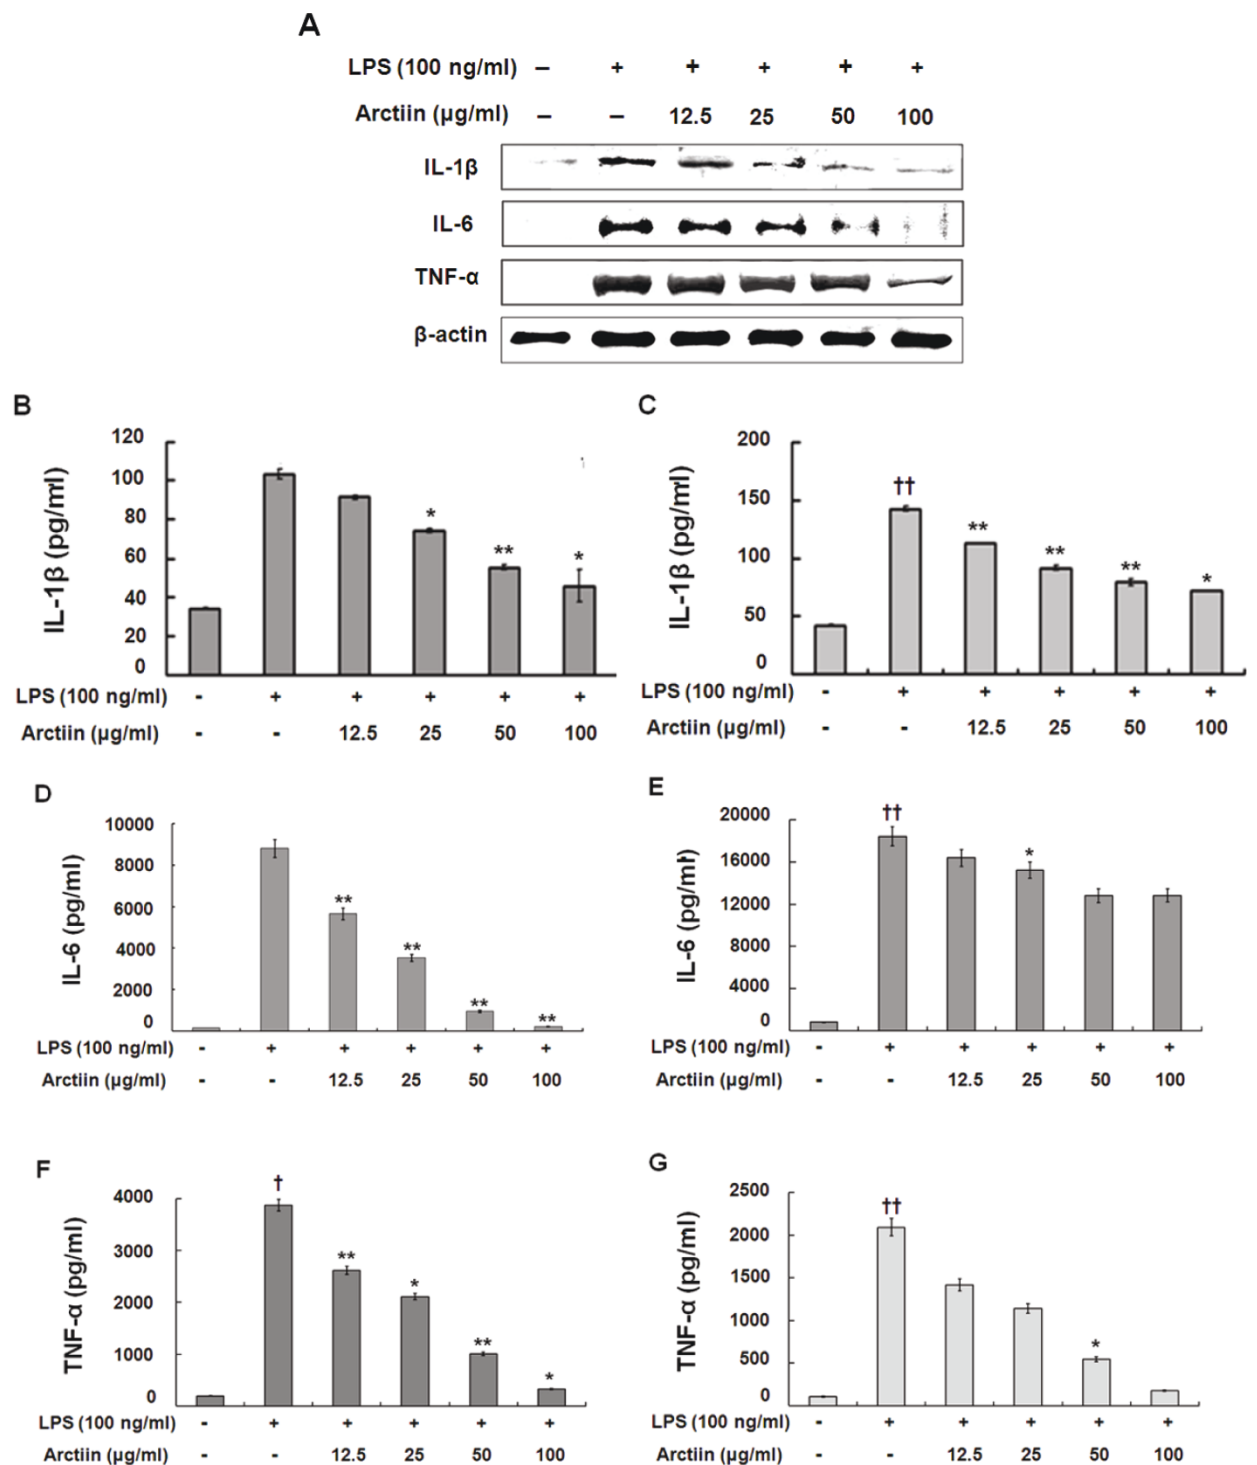 A
LPS (100 ng/ml) – + + + + +
Arctiin (μg/ml) – – 12.5 25 50 100
IL-1β
IL-6
TNF-α
β-actin
B
IL-1β (pg/ml)
120
100
80
60
40
20
0
* ** *
LPS (100 ng/ml) - + + + + +
Arctiin (μg/ml) - - 12.5 25 50 100
C
IL-1β (pg/ml)
200
150
100
50
0
†† ** ** ** *
LPS (100 ng/ml) - + + + + +
Arctiin (μg/ml) - - 12.5 25 50 100
D
IL-6 (pg/ml)
10000
8000
6000
4000
2000
0
** ** ** **
LPS (100 ng/ml) - + + + + +
Arctiin (μg/ml) - - 12.5 25 50 100
E
IL-6 (pg/ml)
20000
16000
12000
8000
4000
0
†† *
LPS (100 ng/ml) - + + + + +
Arctiin (μg/ml) - - 12.5 25 50 100
F
TNF-α (pg/ml)
4000
3000
2000
1000
0
† ** * ** *
LPS (100 ng/ml) - + + + + +
Arctiin (μg/ml) - - 12.5 25 50 100
G
TNF-α (pg/ml)
2500
2000
1500
1000
500
0
†† *
LPS (100 ng/ml) - + + + + +
Arctiin (μg/ml) - - 12.5 25 50 100